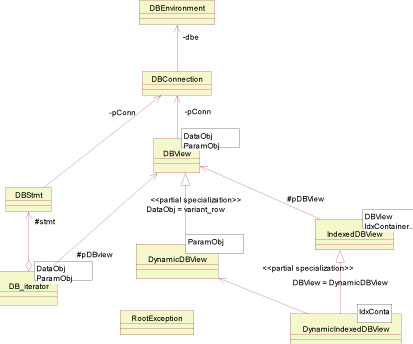 DBEnvironment
-dbe
DBConnection
-pConn
-pConn
DataObj
ParamObj
DBView
<<partial specialization>>
DataObj = variant_row
DBStmt
#stmt
#pDBview
#pDBView
DBView
IdxContainer...
IndexedDBView
ParamObj
DynamicDBView
<<partial specialization>>
DBView = DynamicDBView
DataObj
ParamObj
DB_iterator
RootException
IdxConta
DynamicIndexedDBView